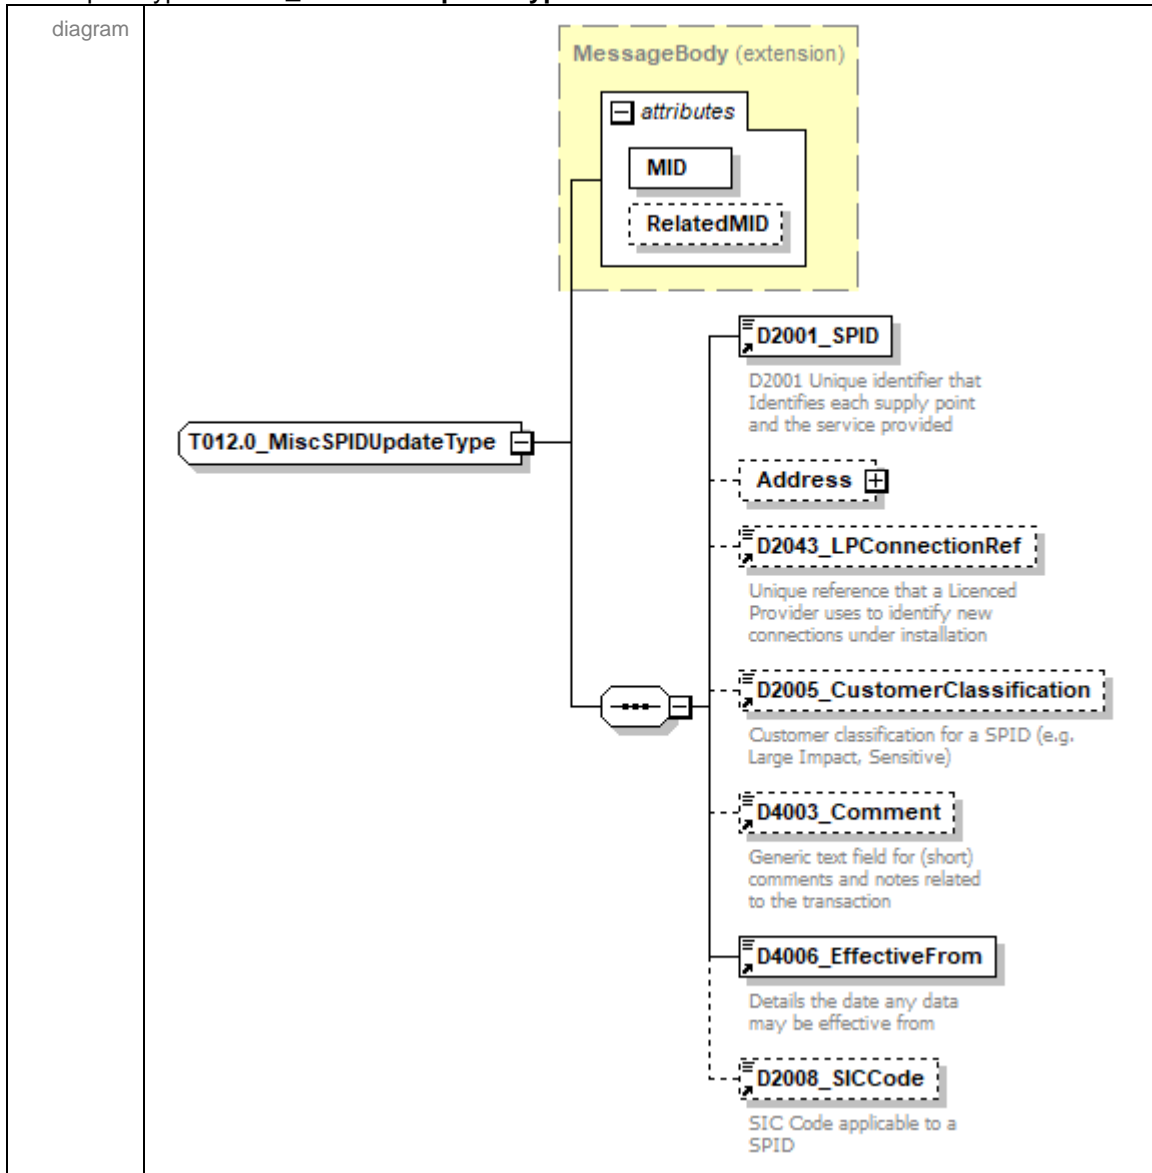 diagram
MessageBody (extension)
attributes
MID
RelatedMID
D2001_SPID
D2001 Unique identifier that
Identifies each supply point
and the service provided
T012.0_MiscSPIDUpdateType
Address
D2043_LPConnectionRef
Unique reference that a Licenced
Provider uses to identify new
connections under installation
D2005_CustomerClassification
Customer classification for a SPID (e.g.
Large Impact, Sensitive)
D4003_Comment
Generic text field for (short)
comments and notes related
to the transaction
D4006_EffectiveFrom
Details the date any data
may be effective from
D2008_SICCode
SIC Code applicable to a
SPID